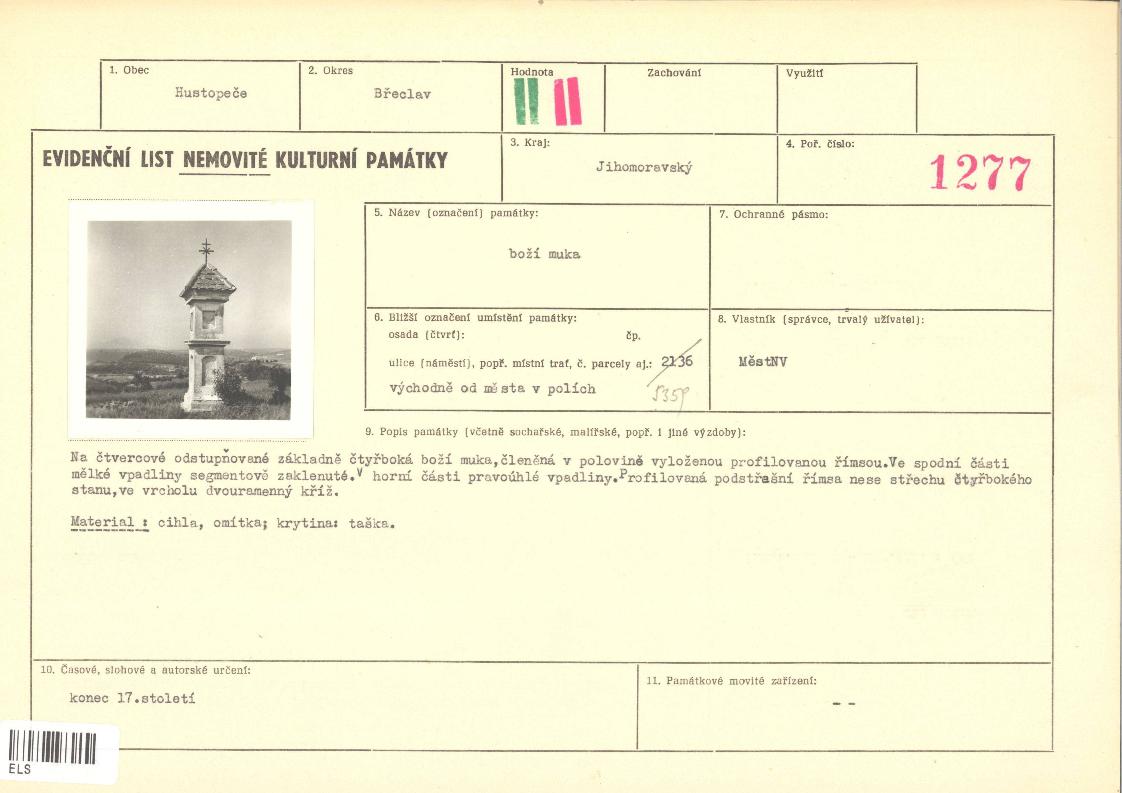 1. Obec
Hustopeče
2. Okres
Břeclav
Hodnota
Zachování
Využití
EVIDENČNÍ LIST NEMOVITÉ KULTURNÍ PAMÁTKY
3. Kraj:
Jihomoravský
4. Poř. číslo:
1277
5. Název (označení) památky:
boží muka
7. Ochranné pásmo:
6. Bližší označení umístění památky:
osada (čtvrť): čp.
ulice (náměstí), popř. místní trať, č. parcely aj.: 2136
východně od města v polích
5359
8. Vlastník (správce, trvalý uživatel):
MěstNV
9. Popis památky (včetně sochařské, malířské, popř. i jiné výzdoby):
Na čtvercové odstupňované základně čtyřboká boží muka,členěná v polovině vyloženou profilovanou římsou.Ve spodní části
mělké vpadliny segmentově zaklenuté.V horní části pravoúhlé vpadliny.Profilovaná podstřešní římsa nese střechu čtyřbokého
stanu,ve vrcholu dvouramenný kříž.
Material : cihla, omítka; krytina: taška.
10. Časové, slohové a autorské určení:
konec 17.století
11. Památkové movité zařízení:
- -
ELS